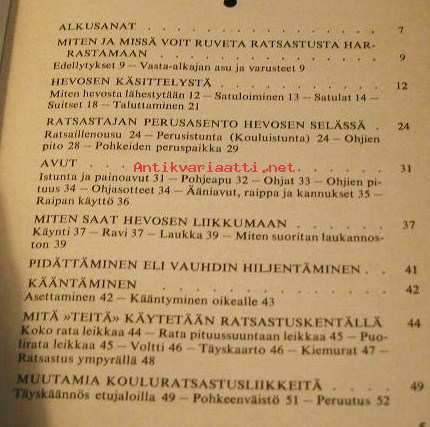 ALKUSANAT . . . . . . . . . . . . . . . 7
MITEN JA MISSÄ VOIT RUVETA RATSASTUSTA HAR-
RASTAMAAN . . . . . . . . . . . . . . . 9
Edellytykset 9 — Vasta-alkajan asu ja varusteet 9
HEVOSEN KÄSITTELYSTÄ . . . . . . . . . 12
Miten hevosta lähestytään 12 — Satuloiminen 13 — Satulat 14 —
Suitset 18 — Taluttaminen 21
RATSASTAJAN PERUSASENTO HEVOSEN SELÄSSÄ . 24
Ratsaillenousu 24 — Perusistunta (Kouluistunta) 24 — Ohjien
pito 28 — Pohkeiden peruspaikka 29
Antikvariaatti.net
AVUT . . . . . . . . . . . . . . . 31
Istunta ja painoavut 31 — Pohjeapu 32 — Ohjat 33 — Ohjien pi-
tuus 34 — Ohjasotteet 34 — Ääniavut, raippa ja kannukset 35 —
Raipan käyttö 36
MITEN SAAT HEVOSEN LIIKKUMAAN . . . . . 37
Käynti 37 — Ravi 37 — Laukka 39 — Miten suoritan laukannos-
ton 39
PIDÄTTÄMINEN ELI VAUHDIN HILJENTÄMINEN . . 41
KÄÄNTÄMINEN . . . . . . . . . . . . . 42
Asettaminen 42 — Kääntyminen oikealle 43
MITÄ »TEITÄ» KÄYTETÄÄN RATSASTUSKENTÄLLÄ 44
Koko rata leikkaa 44 — Rata pituussuuntaan leikkaa 45 — Puo-
lirata leikkaa 45 — Voltti 46 — Täyskaarto 46 — Kiemurat 47 —
Ratsastus ympyrällä 48
MUUTAMIA KOULURATSASTUSLIIKKEITÄ . . . 49
Täyskäännös etujaloilla 49 — Pohkeenväistö 51 — Peruutus 52